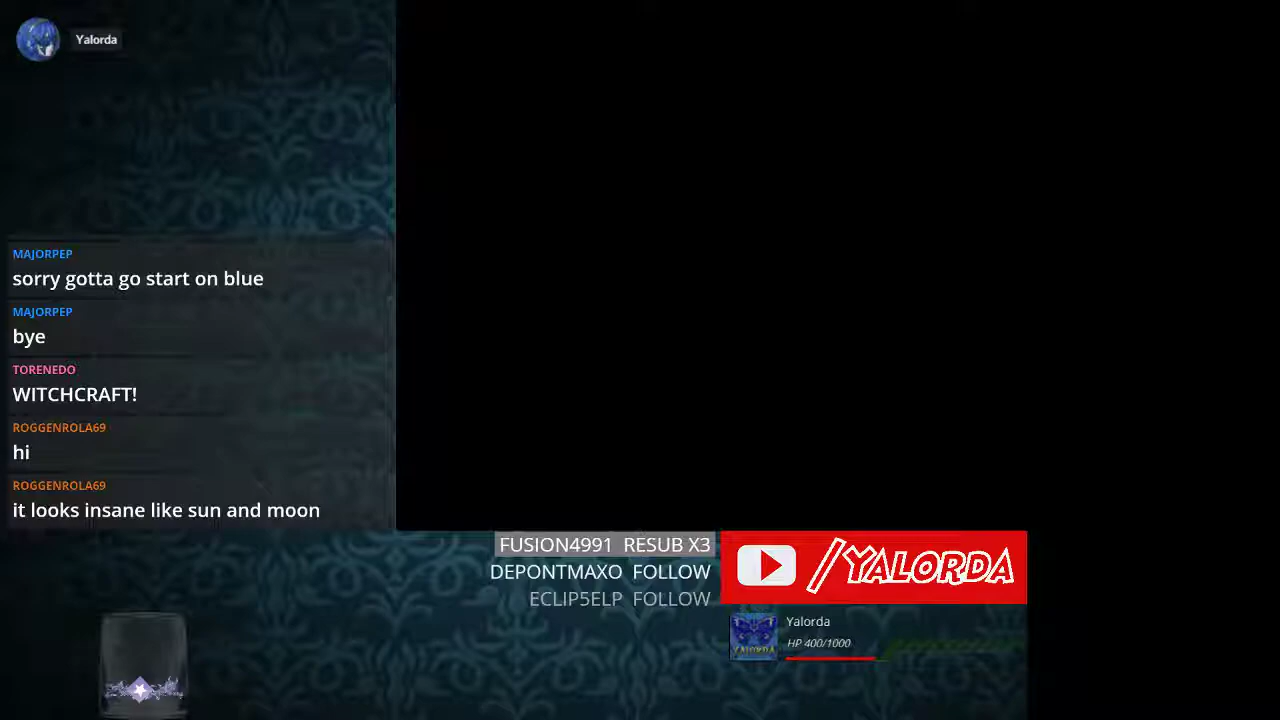 Yalorda
MAJORPEP
sorry gotta go start on blue
MAJORPEP
bye
TORENEDO
WITCHCRAFT!
ROGGENROLA69
hi
ROGGENROLA69
it looks insane like sun and moon
FUSION4991 RESUB X3
DEPONTMAXO FOLLOW
ECLIP5ELP FOLLOW
/YALORDA
Yalorda
HP 400/1000
YALORDA